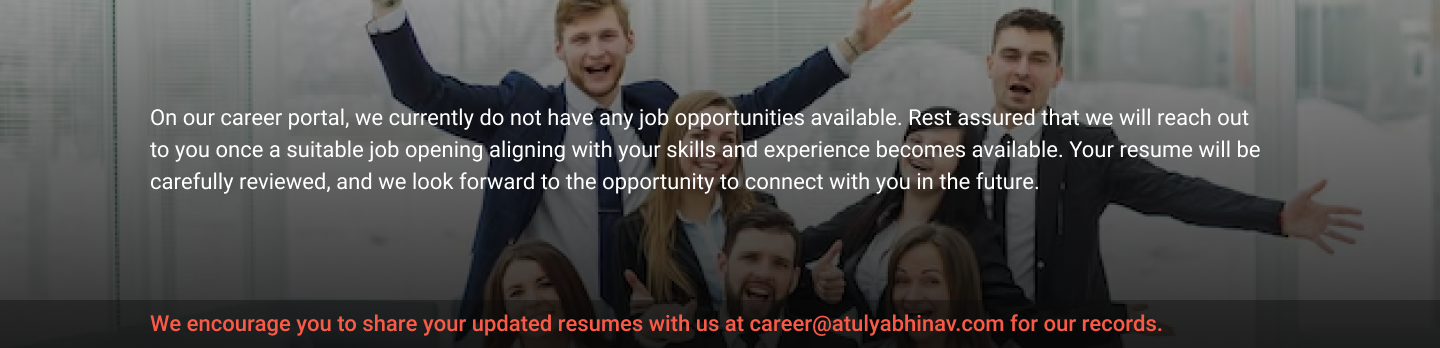 On our career portal, we currently do not have any job opportunities available. Rest assured that we will reach out
to you once a suitable job opening aligning with your skills and experience becomes available. Your resume will be
carefully reviewed, and we look forward to the opportunity to connect with you in the future.
We encourage you to share your updated resumes with us at career@atulyabhinav.com for our records.